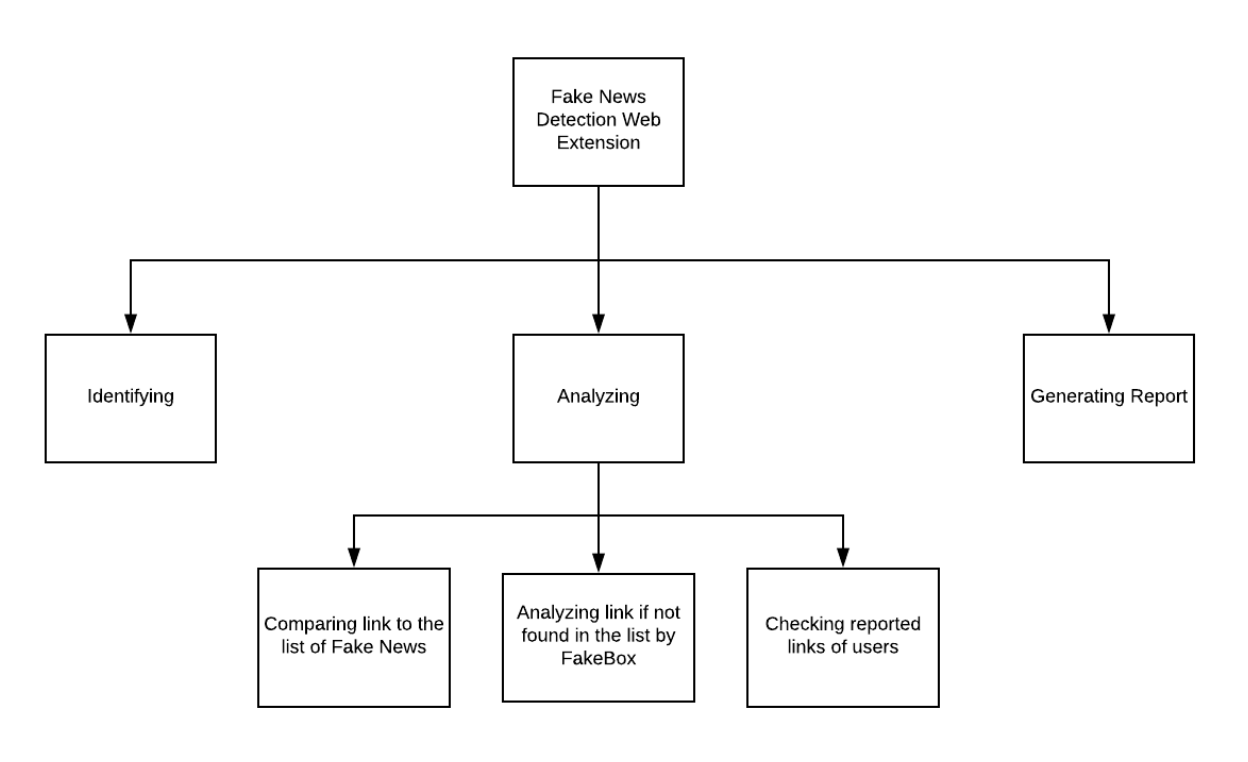 Fake News
Detection Web
Extension
Identifying
Analyzing
Generating Report
Comparing link to the
list of Fake News
Analyzing link if not
found in the list by
FakeBox
Checking reported
links of users